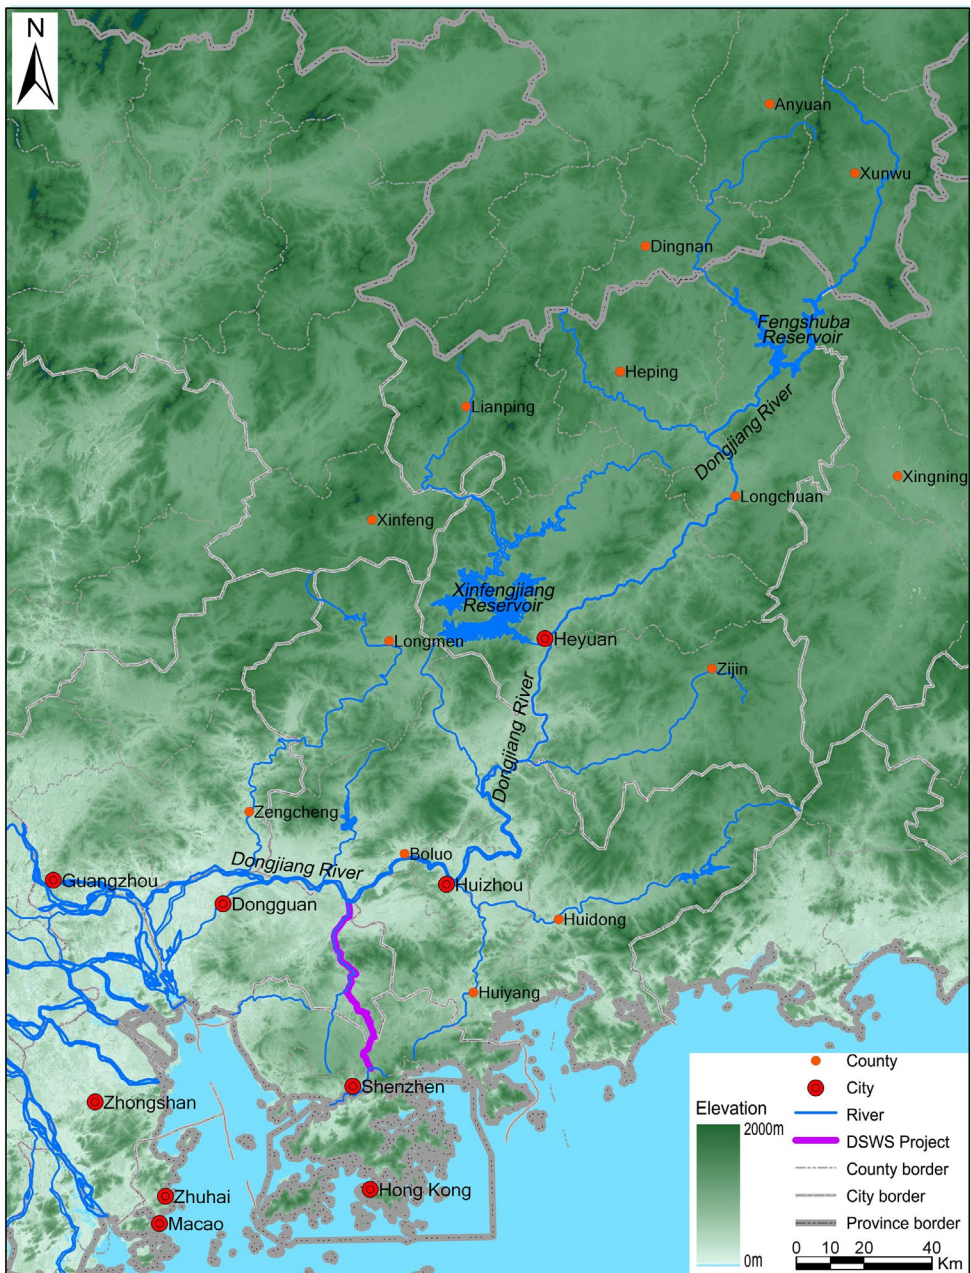 N
Anyuan
Xunwu
Dingnan
Fengshuba
Reservoir
Heping
Lianping
Dongjiang River
Xingning
Longchuan
Xinfeng
Xinfengjiang
Reservoir
Heyuan
Longmen
Zijin
Dongjiang River
Zengcheng
Boluo
Dongjiang River
Guangzhou
Huizhou
Dongguan
Huidong
Huiyang
Shenzhen
Zhongshan
Zhuhai
Hong Kong
Macao
County
City
River
DSWS Project
County border
City border
Province border
Elevation
2000m
0m
0 10 20 40
Km